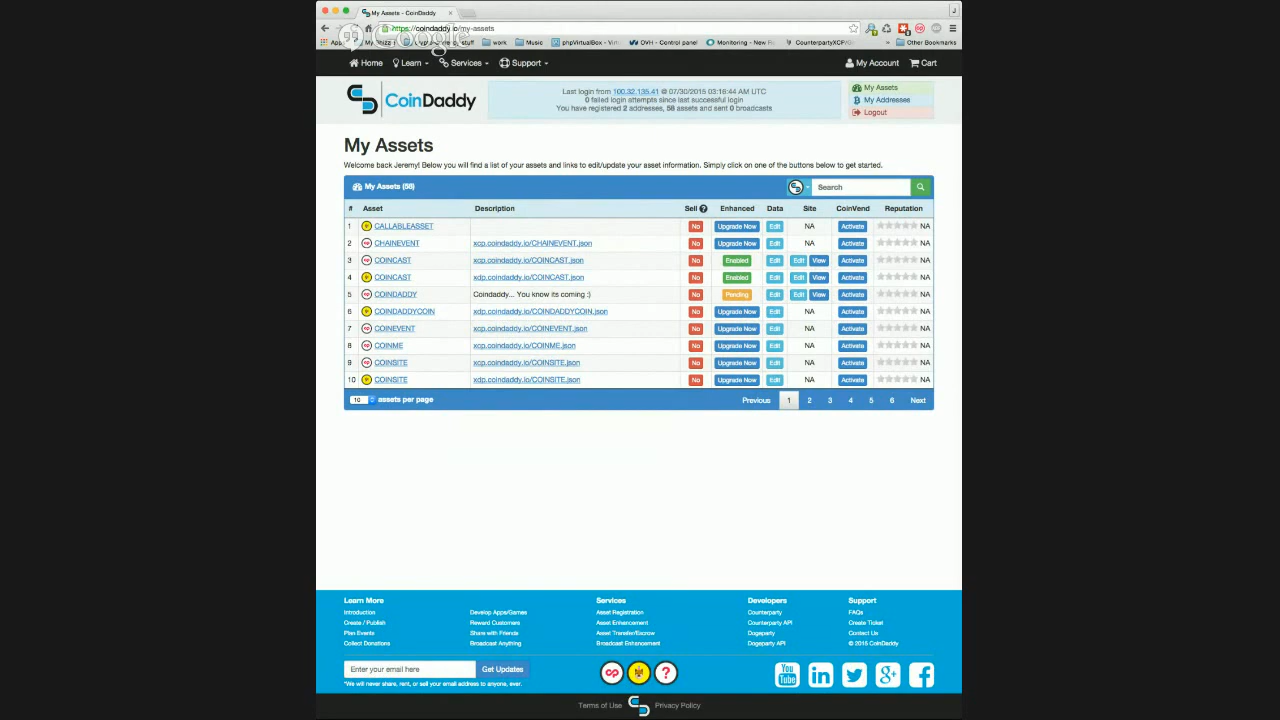 My Assets - CoinDaddy
https://coindaddy.io/my-assets
Google
work Music phpVirtualBox - Virt OVH - Control panel Monitoring - New R Other Bookmarks
Home Learn Services Support My Account Cart
CoinDaddy
Last login from 100.32.135.41 @ 07/30/2015 03:16:44 AM UTC
0 failed login attempts since last successful login
You have registered 2 addresses, 58 assets and sent 0 broadcasts
My Assets
My Addresses
Logout
My Assets
Welcome back Jeremy! Below you will find a list of your assets and links to edit/update your asset information. Simply click on one of the buttons below to get started.
My Assets (58) Search
# Asset Description Sell ? Enhanced Data Site CoinVend Reputation
1 CALLABLEASSET No Upgrade Now Edit NA Activate NA
2 CHAINEVENT xcp.coindaddy.io/CHAINEVENT.json No Upgrade Now Edit NA Activate NA
3 COINCAST xcp.coindaddy.io/COINCAST.json No Enabled Edit Edit View Activate NA
4 COINCAST xdp.coindaddy.io/COINCAST.json No Enabled Edit Edit View Activate NA
5 COINDADDY Coindaddy... You know its coming :) No Pending Edit Edit View Activate NA
6 COINDADDYCOIN xdp.coindaddy.io/COINDADDYCOIN.json No Upgrade Now Edit NA Activate NA
7 COINEVENT xcp.coindaddy.io/COINEVENT.json No Upgrade Now Edit NA Activate NA
8 COINME xcp.coindaddy.io/COINME.json No Upgrade Now Edit NA Activate NA
9 COINSITE xcp.coindaddy.io/COINSITE.json No Upgrade Now Edit NA Activate NA
10 COINSITE xdp.coindaddy.io/COINSITE.json No Upgrade Now Edit NA Activate NA
10 assets per page Previous 1 2 3 4 5 6 Next
Learn More Services Developers Support
Introduction Develop Apps/Games Asset Registration Counterparty FAQs
Create / Publish Reward Customers Asset Enhancement Counterparty API Create Ticket
Plan Events Share with Friends Asset Transfer/Escrow Dogeparty Contact Us
Collect Donations Broadcast Anything Broadcast Enhancement Dogeparty API © 2015 CoinDaddy
Enter your email here Get Updates
*We will never share, rent, or sell your email address to anyone, ever.
You Tube in g+ f
Terms of Use Privacy Policy